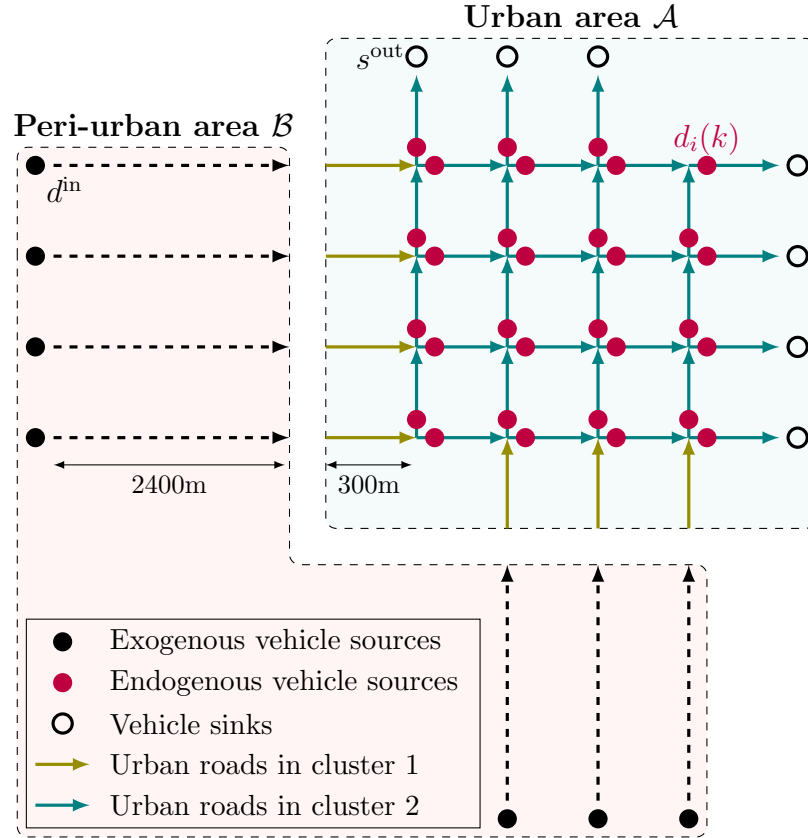 Urban area 𝒜
s^out
Peri-urban area ℬ
d_i(k)
d^in
2400m
300m
Exogenous vehicle sources
Endogenous vehicle sources
Vehicle sinks
Urban roads in cluster 1
Urban roads in cluster 2